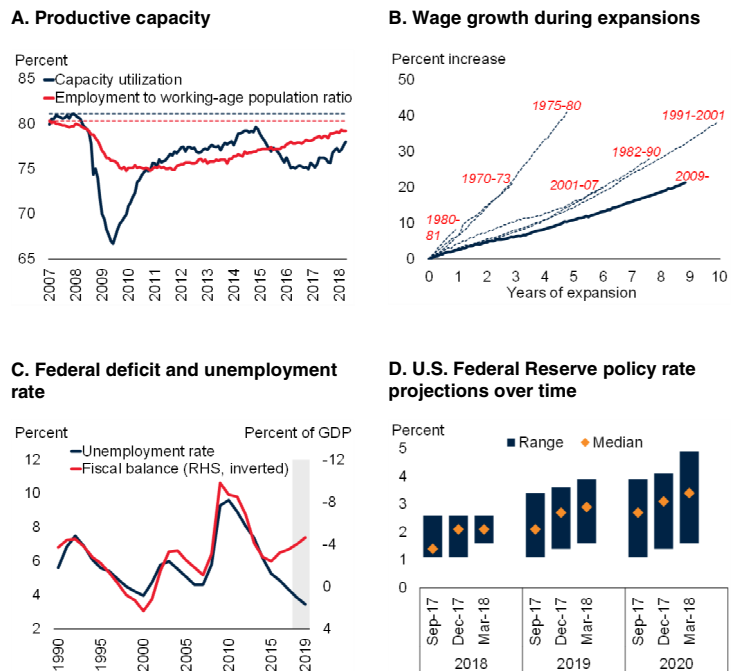 A. Productive capacity
Percent
85
Capacity utilization
Employment to working-age population ratio
80
75
70
65
2007
2008
2009
2010
2011
2012
2013
2014
2015
2016
2017
2018
B. Wage growth during expansions
Percent increase
50
40
30
20
10
0
1975-80
1991-2001
1982-90
1970-73
2001-07
2009-
1980-
81
0 1 2 3 4 5 6 7 8 9 10
Years of expansion
C. Federal deficit and unemployment
rate
Percent
Percent of GDP
Unemployment rate
Fiscal balance (RHS, inverted)
12
10
8
6
4
2
-12
-8
-4
0
4
1990
1995
2000
2005
2010
2015
2019
D. U.S. Federal Reserve policy rate
projections over time
Percent
Range Median
5
4
3
2
1
0
Sep-17
Dec-17
Mar-18
Sep-17
Dec-17
Mar-18
Sep-17
Dec-17
Mar-18
2018 2019 2020